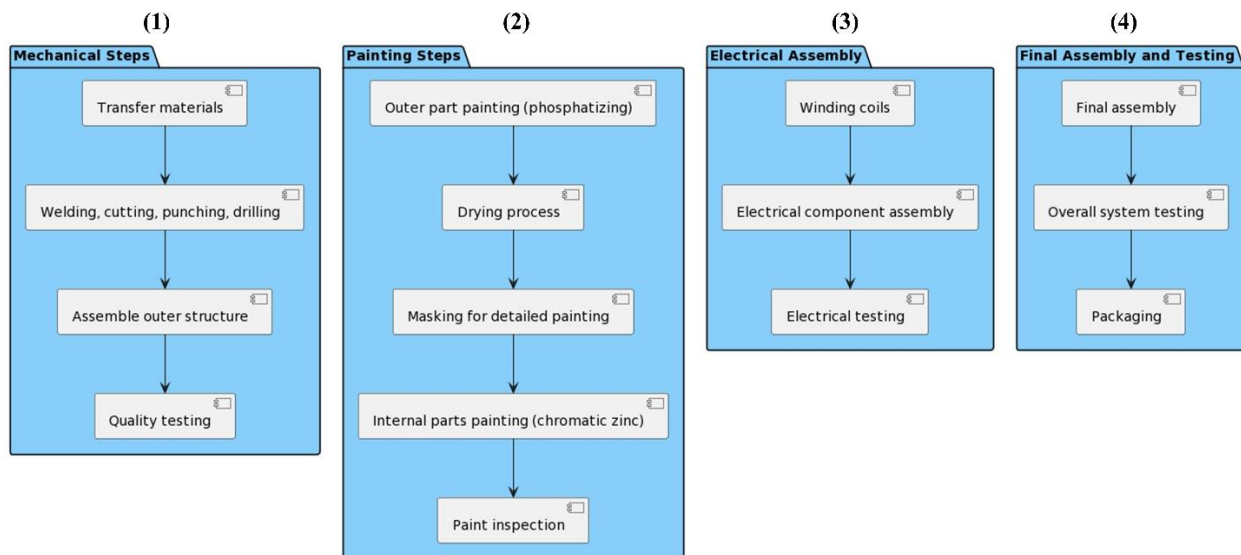 (1)
Mechanical Steps
Transfer materials
Welding, cutting, punching, drilling
Assemble outer structure
Quality testing
(2)
Painting Steps
Outer part painting (phosphatizing)
Drying process
Masking for detailed painting
Internal parts painting (chromatic zinc)
Paint inspection
(3)
Electrical Assembly
Winding coils
Electrical component assembly
Electrical testing
(4)
Final Assembly and Testing
Final assembly
Overall system testing
Packaging